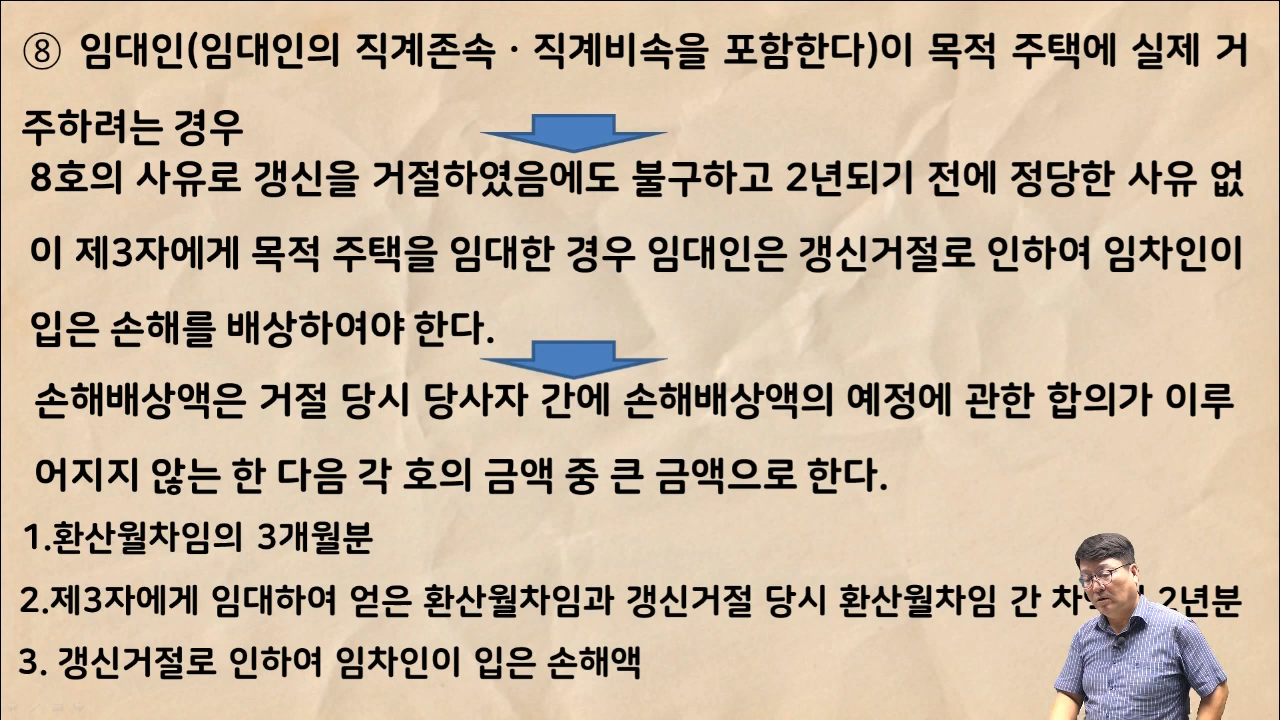 ⑧ 임대인(임대인의 직계존속·직계비속을 포함한다)이 목적 주택에 실제 거
주하려는 경우
8호의 사유로 갱신을 거절하였음에도 불구하고 2년되기 전에 정당한 사유 없
이 제3자에게 목적 주택을 임대한 경우 임대인은 갱신거절로 인하여 임차인이
입은 손해를 배상하여야 한다.
손해배상액은 거절 당시 당사자 간에 손해배상액의 예정에 관한 합의가 이루
어지지 않는 한 다음 각 호의 금액 중 큰 금액으로 한다.
1.환산월차임의 3개월분
2.제3자에게 임대하여 얻은 환산월차임과 갱신거절 당시 환산월차임 간 2년분
3. 갱신거절로 인하여 임차인이 입은 손해액